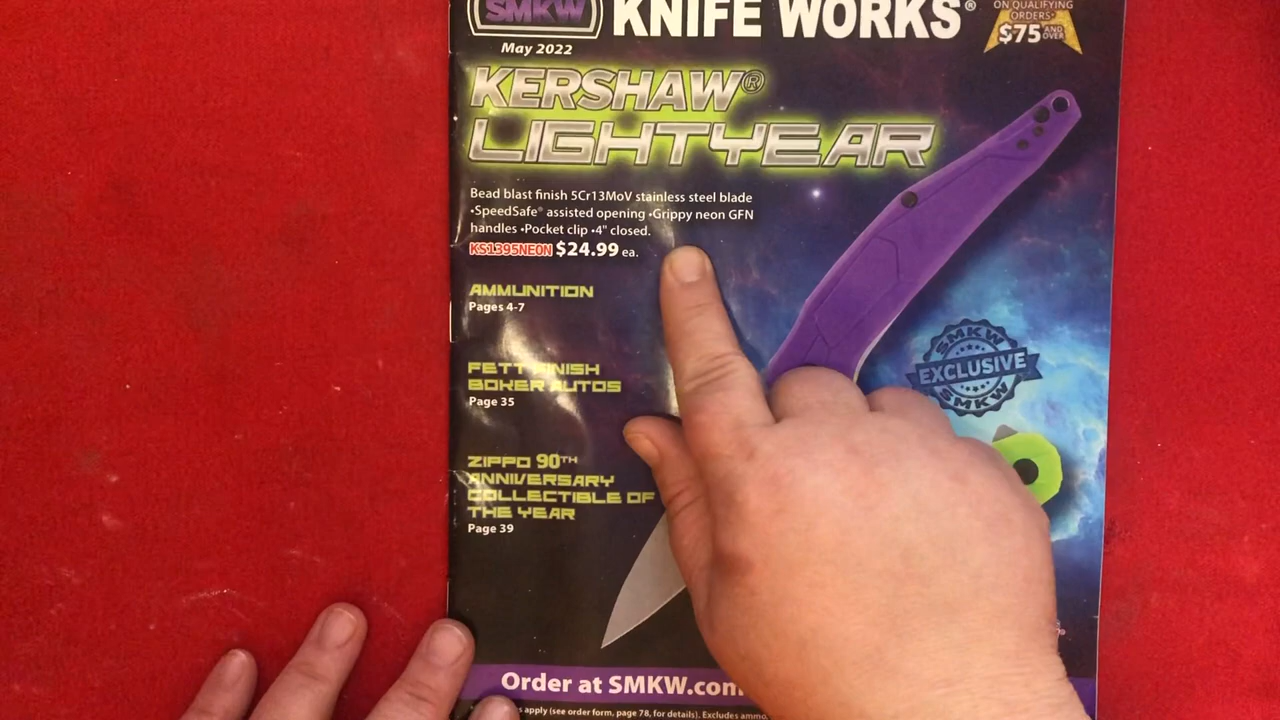 SMKW
KNIFE WORKS®
ON QUALIFYING
ORDERS*
$75 AND OVER
May 2022
KERSHAW®
LIGHTYEAR
Bead blast finish 5Cr13MoV stainless steel blade
•SpeedSafe® assisted opening •Grippy neon GFN
handles •Pocket clip •4" closed.
KS1395NEON $24.99 ea.
AMMUNITION
Pages 4-7
FETT FINISH
BOKER AUTOS
Page 35
ZIPPO 90TH
ANNIVERSARY
COLLECTIBLE OF
THE YEAR
Page 39
SMKW
EXCLUSIVE
SMKW
Order at SMKW.com
apply (see order form, page 78, for details). Excludes ammo,